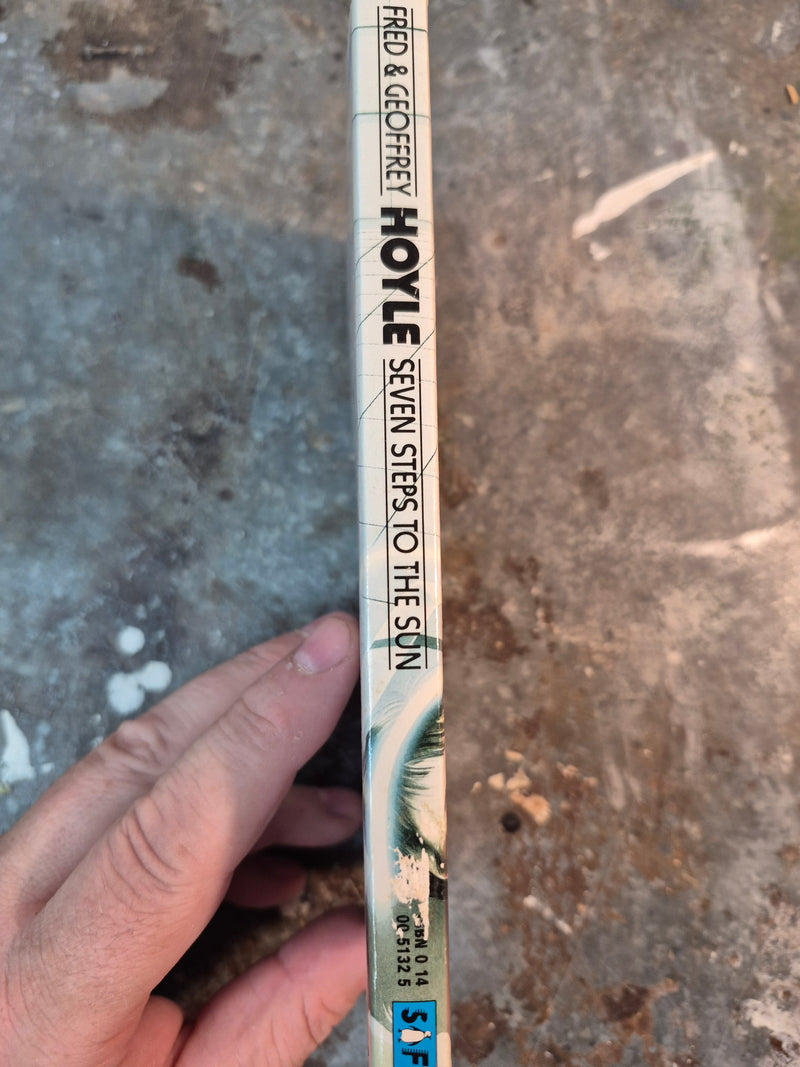 FRED & GEOFFREY HOYLE SEVEN STEPS TO THE SUN
ISBN 0 14
00 5132 5
SF